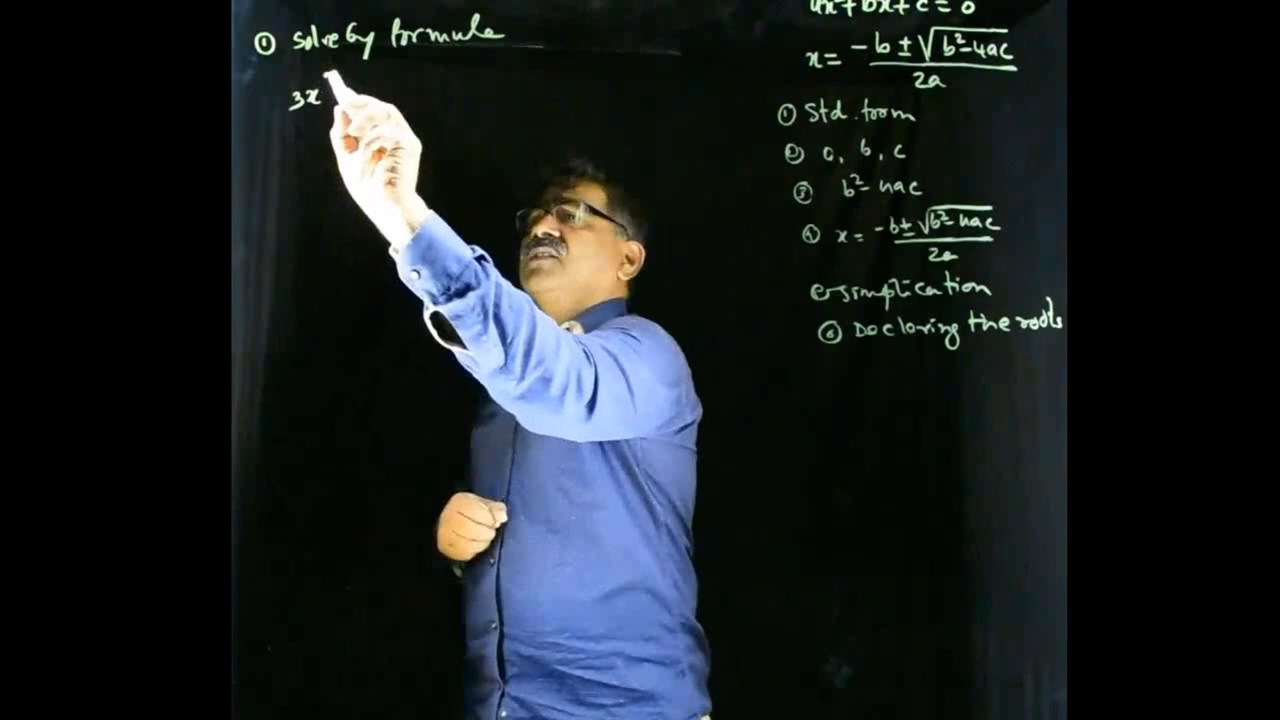 ① Solve by formula
3x
ax²+bx+c=0
x = -b ± √b²-4ac / 2a
① Std. form
② a, b, c
③ b²-4ac
④ x = -b±√b²-4ac / 2a
⑤ simplication
⑥ Declaring the roots